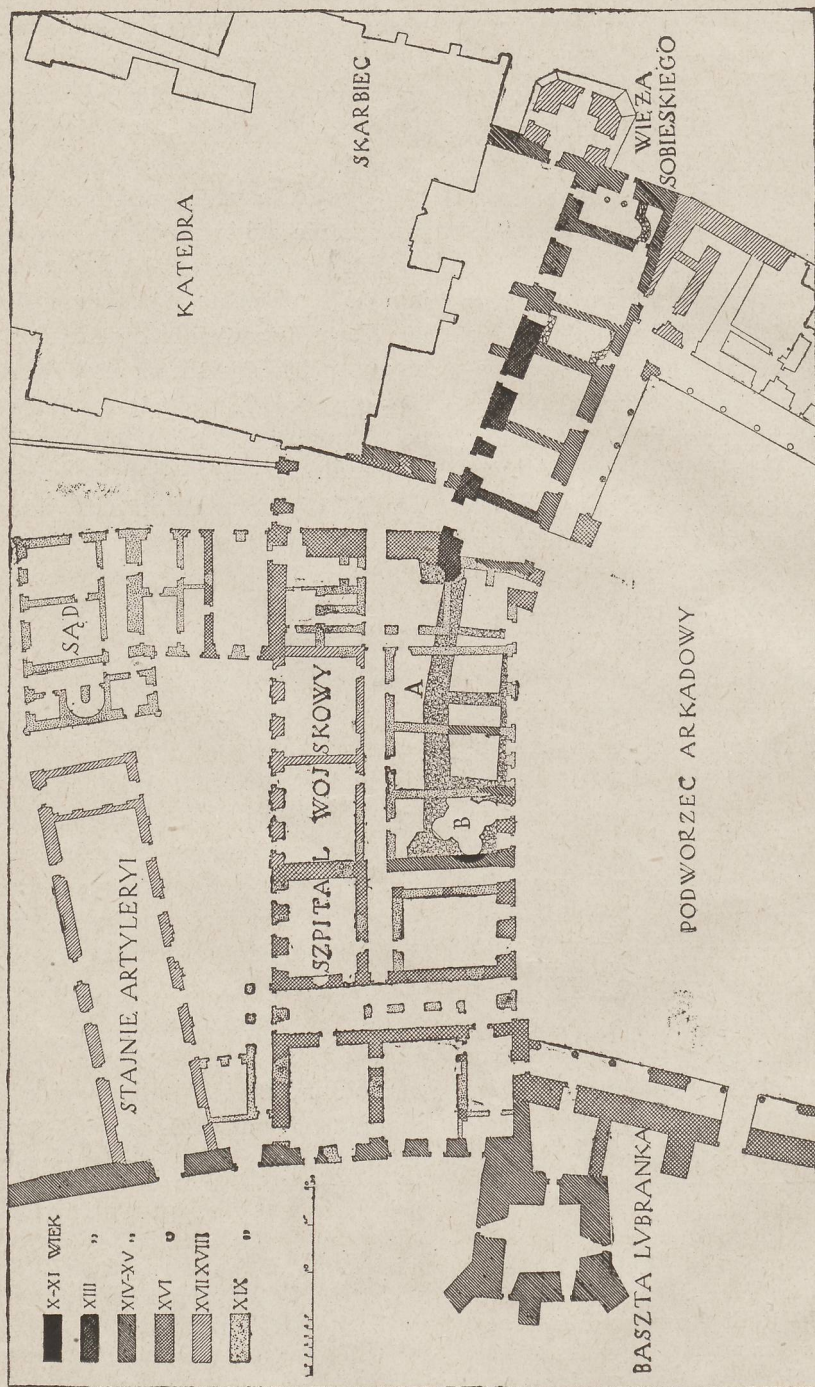 KATEDRA
SKARBIEC
WIEŻA
SOBIESKIEGO
SĄD
STAJNIE ARTYLERYI
SZPITAL WOJSKOWY
A
B
PODWORZEC ARKADOWY
BASZTA LVBRANKA
X-XI WIEK
XIII "
XIV-XV "
XVI "
XVII XVIII
XIX "